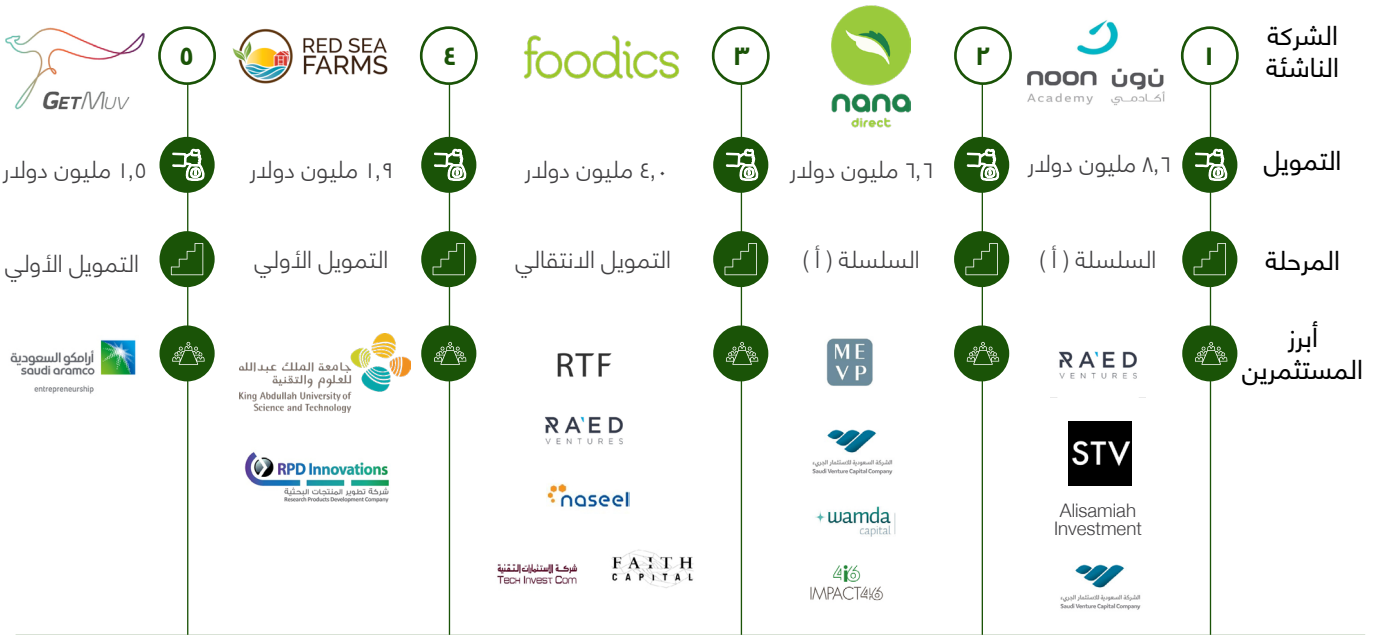 الشركة
الناشئة
١
نون noon
أكادمي Academy
٢
nana
direct
٣
foodics
٤
RED SEA
FARMS
٥
GETMUV
التمويل
٨,٦ مليون دولار
٦,٦ مليون دولار
٤,٠ مليون دولار
١,٩ مليون دولار
١,٥ مليون دولار
المرحلة
السلسلة ( أ )
السلسلة ( أ )
التمويل الانتقالي
التمويل الأولي
التمويل الأولي
أبرز
المستثمرين
RA'ED
VENTURES
STV
Alisamiah
Investment
الشركة السعودية للاستثمار الجريء
Saudi Venture Capital Company
ME
VP
الشركة السعودية للاستثمار الجريء
Saudi Venture Capital Company
wamda
capital
4i6
IMPACT46
RTF
RA'ED
VENTURES
naseel
FAITH
CAPITAL
شركة الإستثمارات التقنية
TECH INVEST COM
جامعة الملك عبدالله
للعلوم والتقنية
King Abdullah University of
Science and Technology
RPD Innovations
شركة تطوير المنتجات البحثية
Research Products Development Company
أرامكو السعودية
saudi aramco
entrepreneurship